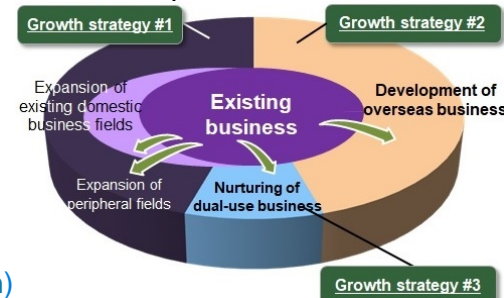 Growth strategy #1
Growth strategy #2
Expansion of
existing domestic
business fields
Existing
business
Development of
overseas business
Expansion of
peripheral fields
Nurturing of
dual-use business
Growth strategy #3